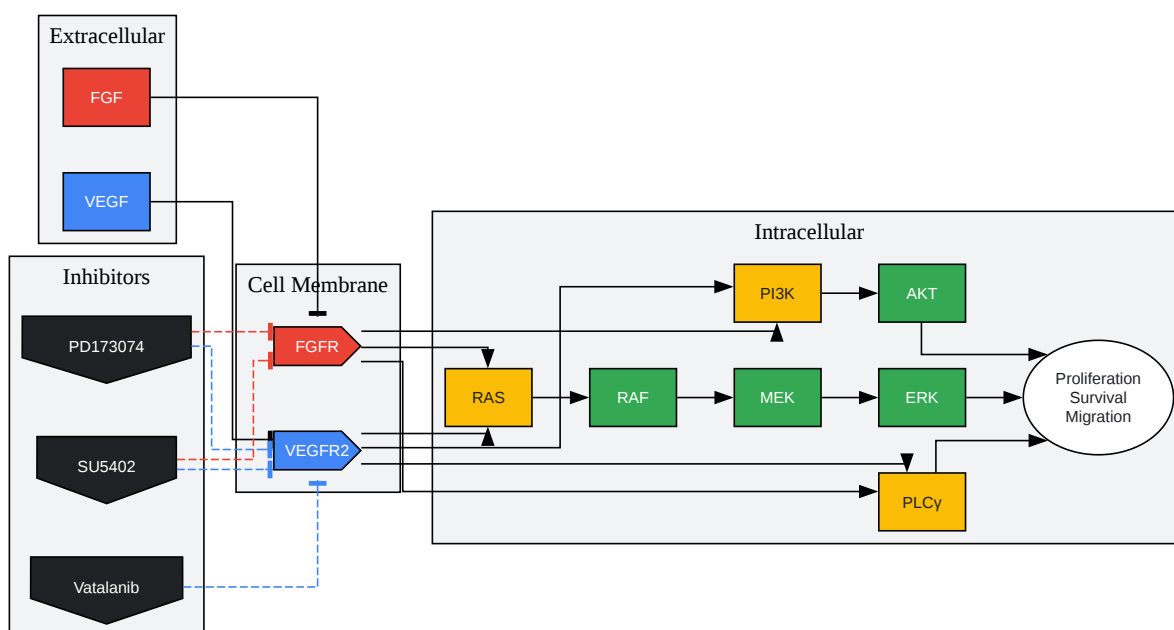 Extracellular
FGF
VEGF
Inhibitors
PD173074
SU5402
Vatalanib
Cell Membrane
FGFR
VEGFR2
Intracellular
PI3K
AKT
RAS
RAF
MEK
ERK
PLCγ
Proliferation
Survival
Migration